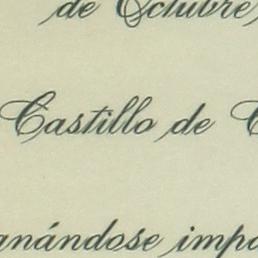 de Octubre,
Castillo de C
nándose impo